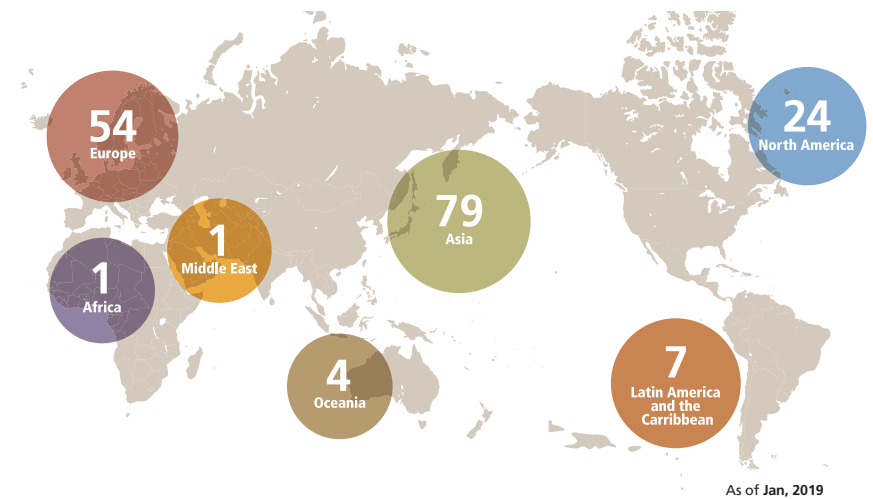 54
Europe
24
North America
79
Asia
1
Middle East
1
Africa
4
Oceania
7
Latin America
and the
Carribbean
As of Jan, 2019